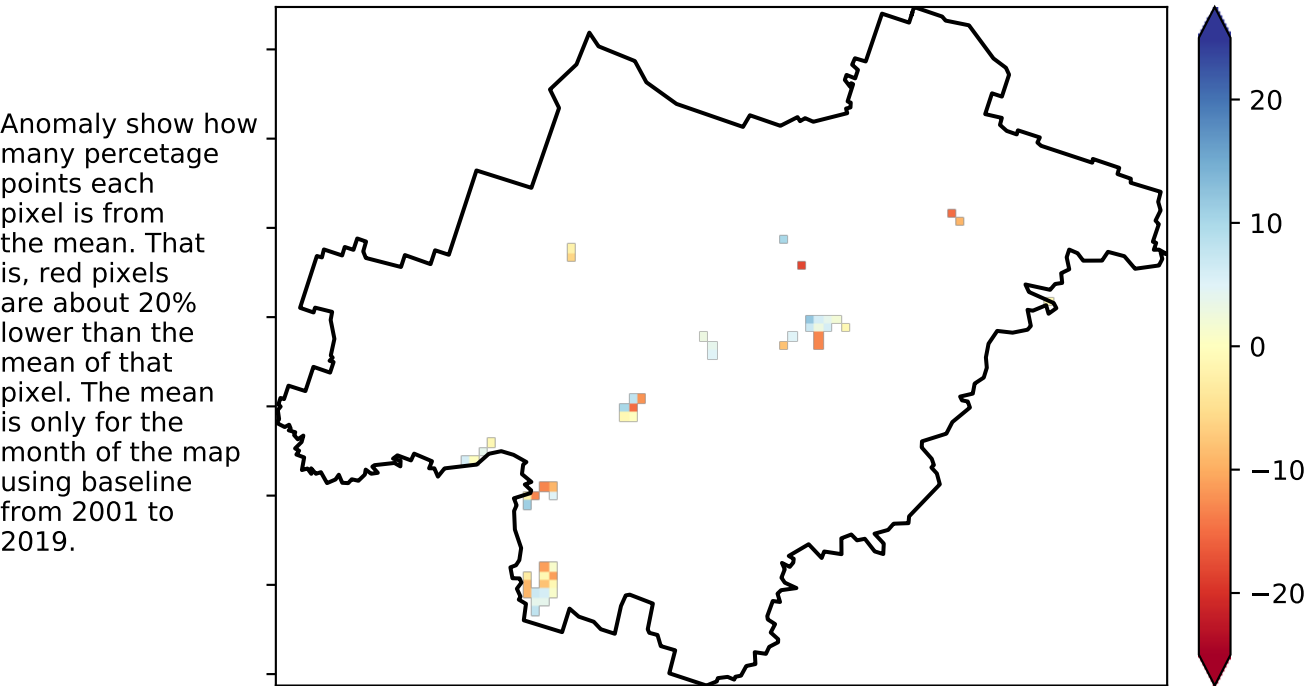 Anomaly show how
many percetage
points each
pixel is from
the mean. That
is, red pixels
are about 20%
lower than the
mean of that
pixel. The mean
is only for the
month of the map
using baseline
from 2001 to
2019.
20
10
0
−10
−20